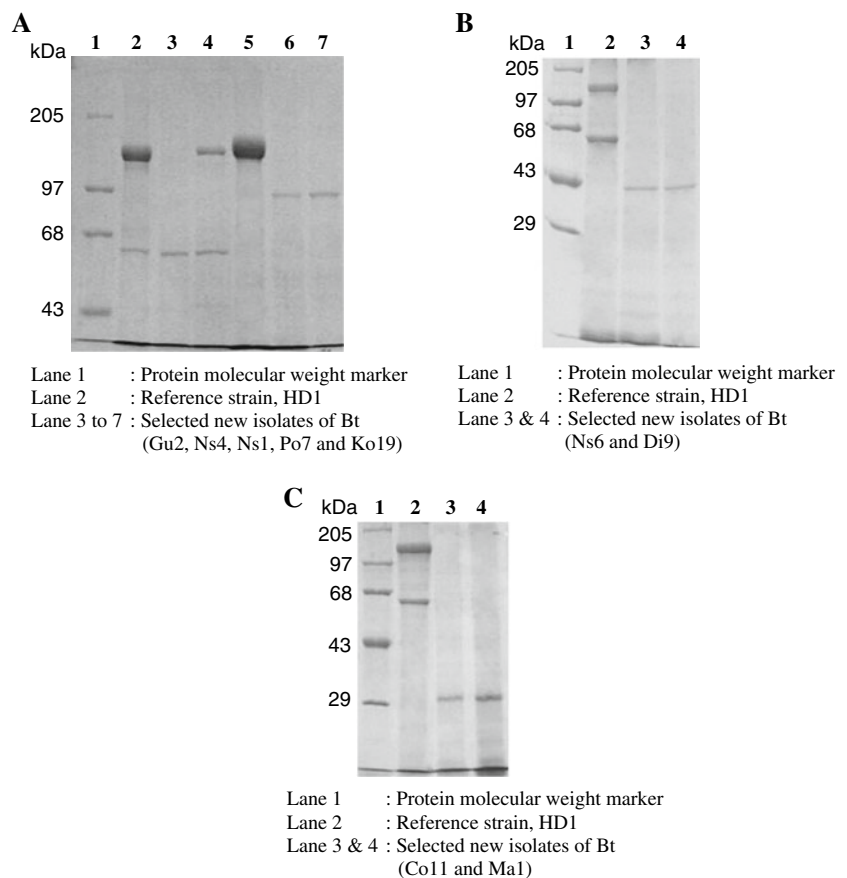 A
kDa 1 2 3 4 5 6 7
205
97
68
43
Lane 1 : Protein molecular weight marker
Lane 2 : Reference strain, HD1
Lane 3 to 7 : Selected new isolates of Bt
(Gu2, Ns4, Ns1, Po7 and Ko19)
B
kDa 1 2 3 4
205
97
68
43
29
Lane 1 : Protein molecular weight marker
Lane 2 : Reference strain, HD1
Lane 3 & 4 : Selected new isolates of Bt
(Ns6 and Di9)
C
kDa 1 2 3 4
205
97
68
43
29
Lane 1 : Protein molecular weight marker
Lane 2 : Reference strain, HD1
Lane 3 & 4 : Selected new isolates of Bt
(Co11 and Ma1)